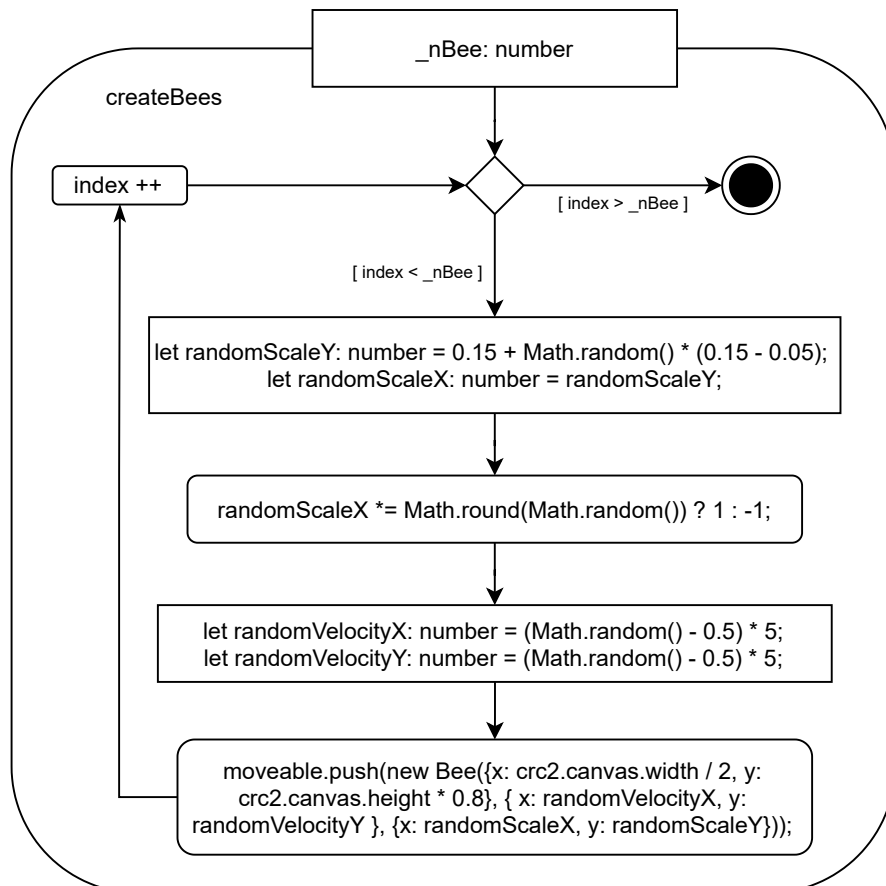 _nBee: number
createBees
index ++
[ index > _nBee ]
[ index < _nBee ]
let randomScaleY: number = 0.15 + Math.random() * (0.15 - 0.05);
let randomScaleX: number = randomScaleY;
randomScaleX *= Math.round(Math.random()) ? 1 : -1;
let randomVelocityX: number = (Math.random() - 0.5) * 5;
let randomVelocityY: number = (Math.random() - 0.5) * 5;
moveable.push(new Bee({x: crc2.canvas.width / 2, y:
crc2.canvas.height * 0.8}, { x: randomVelocityX, y:
randomVelocityY }, {x: randomScaleX, y: randomScaleY}));